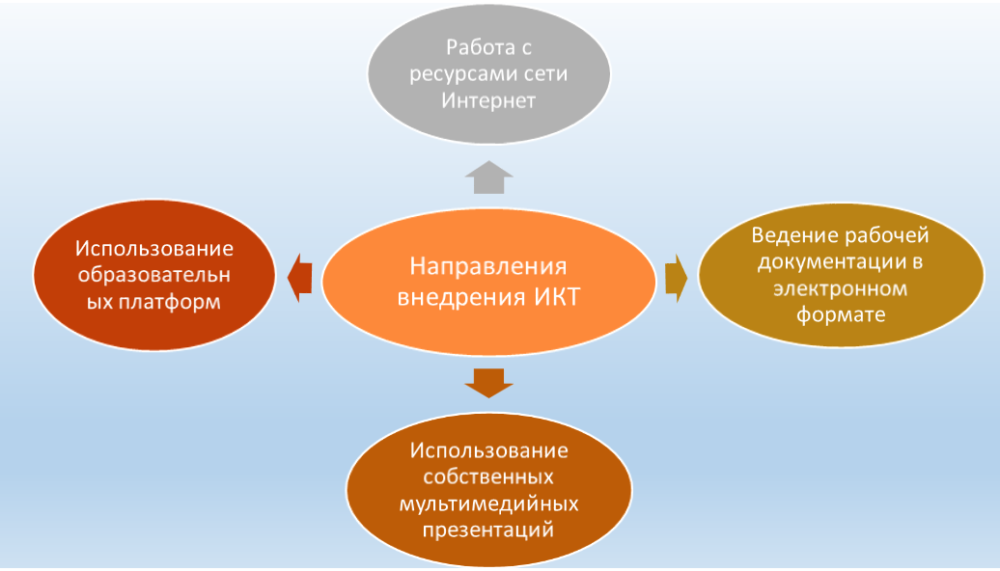 Работа с
ресурсами сети
Интернет
Использование
образовательн
ых платформ
Направления
внедрения ИКТ
Ведение рабочей
документации в
электронном
формате
Использование
собственных
мультимедийных
презентаций